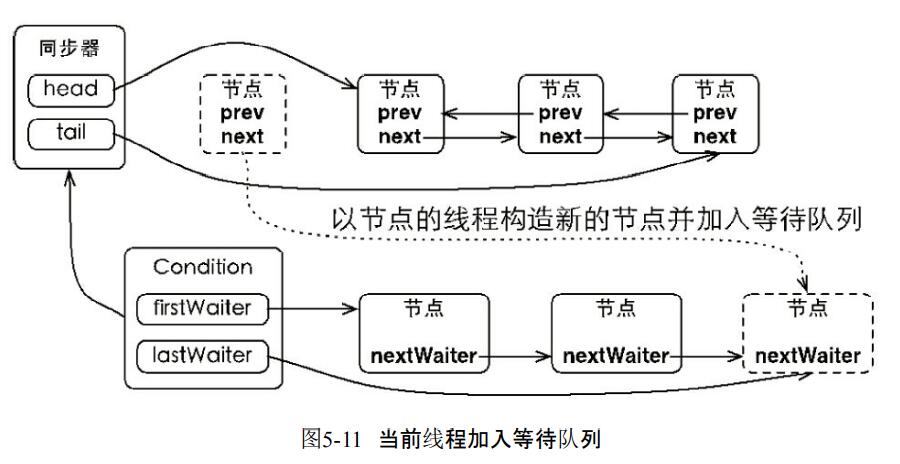 同步器
head
tail
节点
prev
next
节点
prev
next
节点
prev
next
节点
prev
next
以节点的线程构造新的节点并加入等待队列
Condition
firstWaiter
lastWaiter
节点
nextWaiter
节点
nextWaiter
节点
nextWaiter
图5-11 当前线程加入等待队列